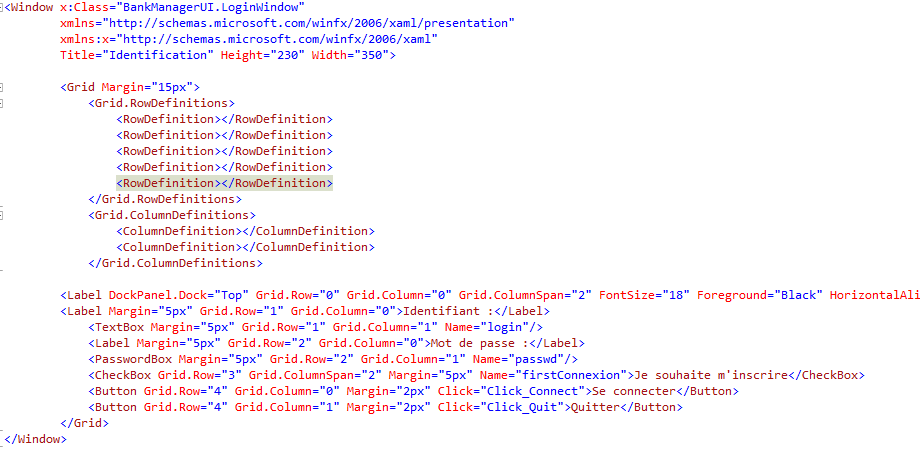 <Window x:Class="BankManagerUI.LoginWindow"
xmlns="http://schemas.microsoft.com/winfx/2006/xaml/presentation"
xmlns:x="http://schemas.microsoft.com/winfx/2006/xaml"
Title="Identification" Height="230" Width="350">
<Grid Margin="15px">
<Grid.RowDefinitions>
<RowDefinition></RowDefinition>
<RowDefinition></RowDefinition>
<RowDefinition></RowDefinition>
<RowDefinition></RowDefinition>
<RowDefinition></RowDefinition>
</Grid.RowDefinitions>
<Grid.ColumnDefinitions>
<ColumnDefinition></ColumnDefinition>
<ColumnDefinition></ColumnDefinition>
</Grid.ColumnDefinitions>
<Label DockPanel.Dock="Top" Grid.Row="0" Grid.Column="0" Grid.ColumnSpan="2" FontSize="18" Foreground="Black" HorizontalAli
<Label Margin="5px" Grid.Row="1" Grid.Column="0">Identifiant :</Label>
<TextBox Margin="5px" Grid.Row="1" Grid.Column="1" Name="login"/>
<Label Margin="5px" Grid.Row="2" Grid.Column="0">Mot de passe :</Label>
<PasswordBox Margin="5px" Grid.Row="2" Grid.Column="1" Name="passwd"/>
<CheckBox Grid.Row="3" Grid.ColumnSpan="2" Margin="5px" Name="firstConnexion">Je souhaite m'inscrire</CheckBox>
<Button Grid.Row="4" Grid.Column="0" Margin="2px" Click="Click_Connect">Se connecter</Button>
<Button Grid.Row="4" Grid.Column="1" Margin="2px" Click="Click_Quit">Quitter</Button>
</Grid>
</Window>